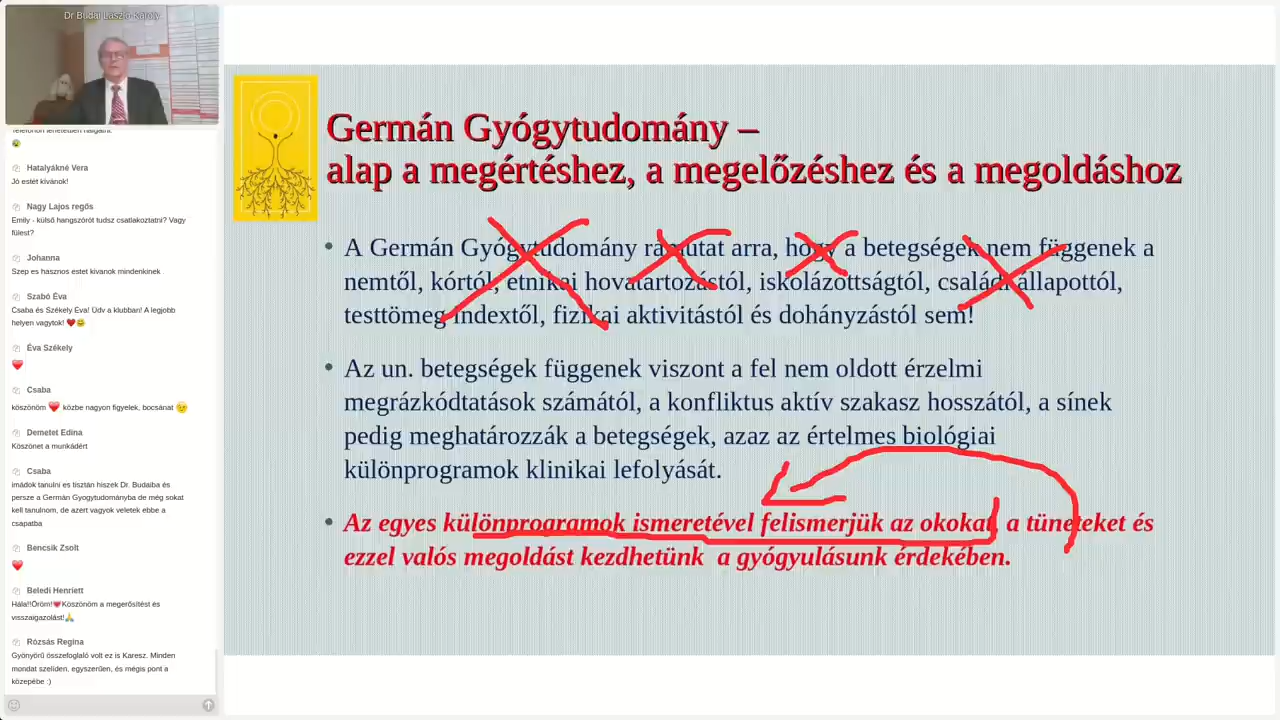 Dr Budai László Károly
Telefonon lehetetlen hallgatni.
Hatalyákné Vera
Jó estét kívánok!
Nagy Lajos regős
Emily - külső hangszórót tudsz csatlakoztatni? Vagy
fülest?
Johanna
Szep es hasznos estet kivanok mindenkinek
Szabó Éva
Csaba és Székely Éva! Üdv a klubban! A legjobb
helyen vagytok! ❤️😊
Éva Székely
❤️
Csaba
köszönöm ❤️ közbe nagyon figyelek, bocsánat 😉
Demetet Edina
Köszönet a munkádért
Csaba
imádok tanulni es tisztán hiszek Dr. Budaiba és
persze a Germán Gyogytudományba de még sokat
kell tanulnom, de azert vagyok veletek ebbe a
csapatba
Bencsik Zsolt
❤️
Beledi Henriett
Hála!!Öröm!💗Köszönöm a megerősítést és
visszaigazolást!🙏
Rózsás Regina
Gyönyörű összefoglaló volt ez is Karesz. Minden
mondat szelíden, egyszerűen, és mégis pont a
közepébe :)
Germán Gyógytudomány –
alap a megértéshez, a megelőzéshez és a megoldáshoz
• A Germán Gyógytudomány rámutat arra, hogy a betegségek nem függenek a
nemtől, kórtól, etnikai hovatartozástól, iskolázottságtól, családi állapottól,
testtömeg indextől, fizikai aktivitástól és dohányzástól sem!
• Az un. betegségek függenek viszont a fel nem oldott érzelmi
megrázkódtatások számától, a konfliktus aktív szakasz hosszától, a sínek
pedig meghatározzák a betegségek, azaz az értelmes biológiai
különprogramok klinikai lefolyását.
• Az egyes különprogramok ismeretével felismerjük az okokat, a tüneteket és
ezzel valós megoldást kezdhetünk a gyógyulásunk érdekében.